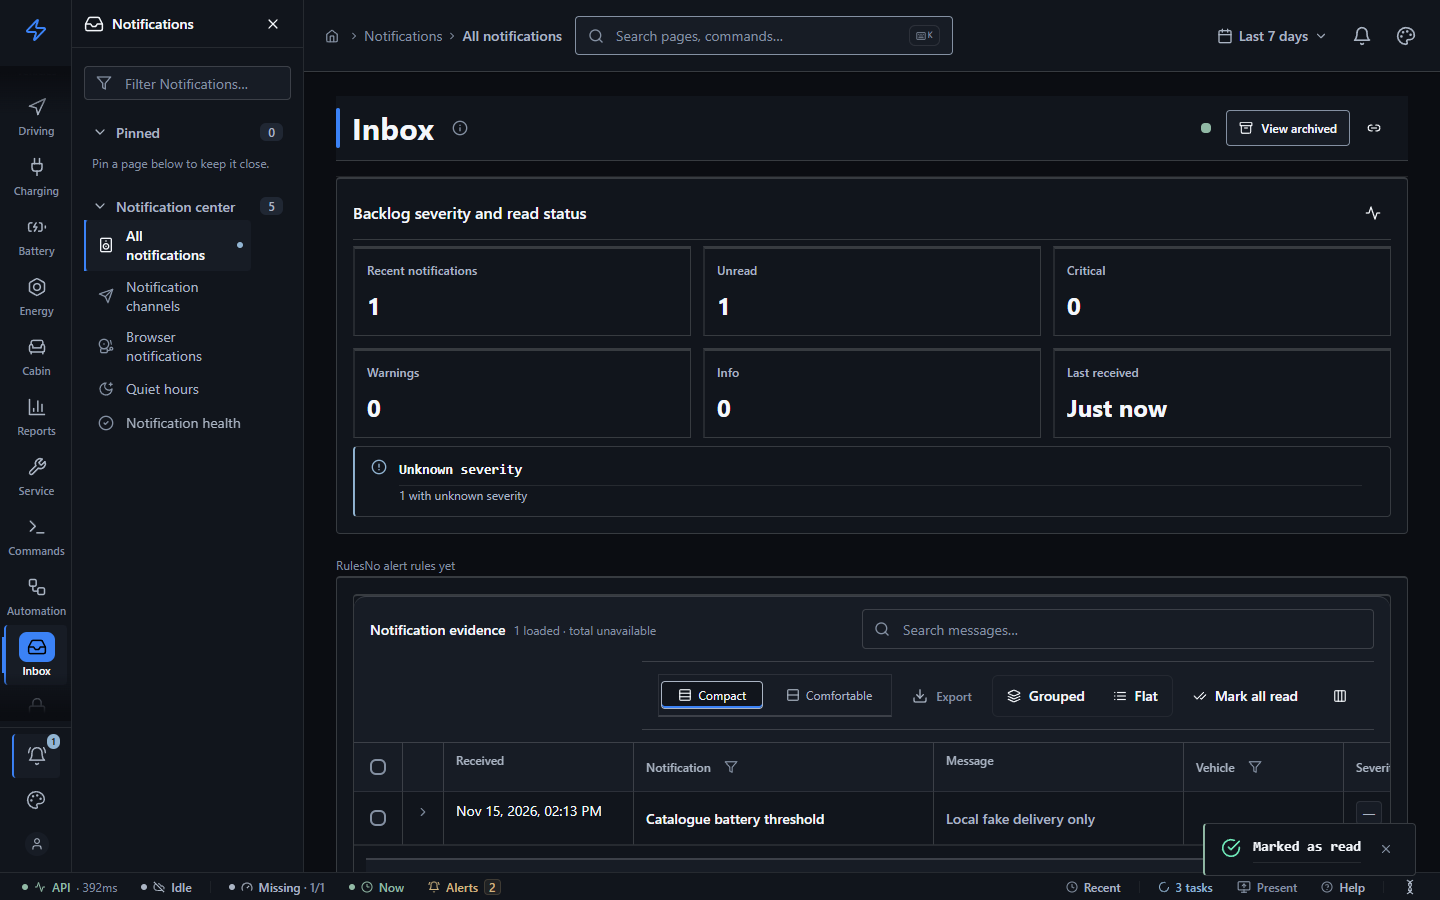 Notifications
Filter Notifications...
Pinned
0
Pin a page below to keep it close.
Notification center
5
All
notifications
Notification
channels
Browser
notifications
Quiet hours
Notification health
Driving
Charging
Battery
Energy
Cabin
Reports
Service
Commands
Automation
Inbox
1
Notifications
All notifications
Search pages, commands...
K
Last 7 days
Inbox
View archived
Backlog severity and read status
Recent notifications
1
Unread
1
Critical
0
Warnings
0
Info
0
Last received
Just now
Unknown severity
1 with unknown severity
RulesNo alert rules yet
Notification evidence 1 loaded · total unavailable
Search messages...
Compact
Comfortable
Export
Grouped
Flat
Mark all read
Received
Notification
Message
Vehicle
Nov 15, 2026, 02:13 PM
Catalogue battery threshold
Local fake delivery only
—
Marked as read
API · 392ms
Idle
Missing · 1/1
Now
Alerts 2
Recent
3 tasks
Present
Help